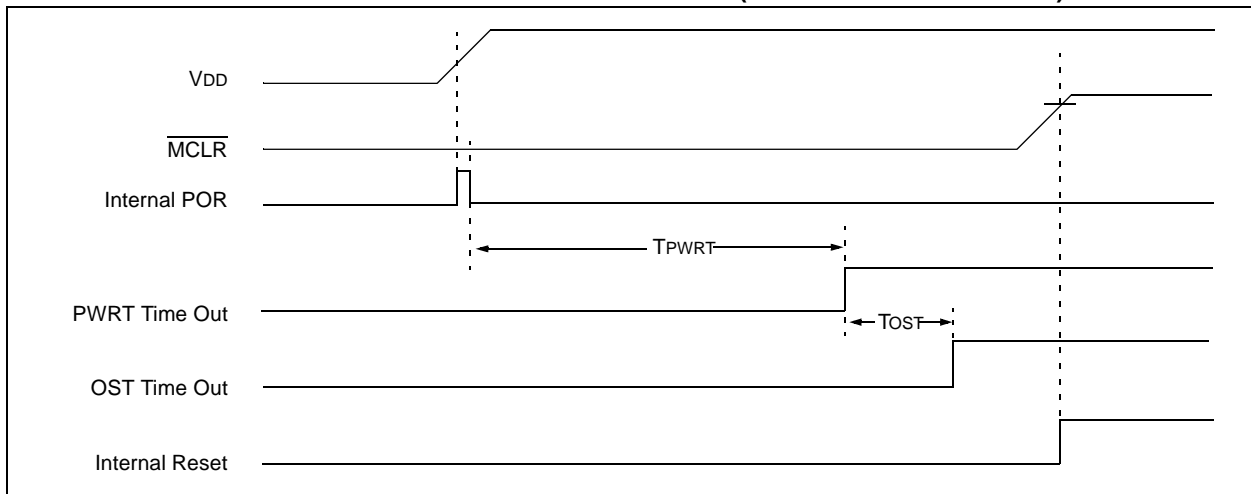 VDD
MCLR
Internal POR
TPWRT
PWRT Time Out
TOST
OST Time Out
Internal Reset